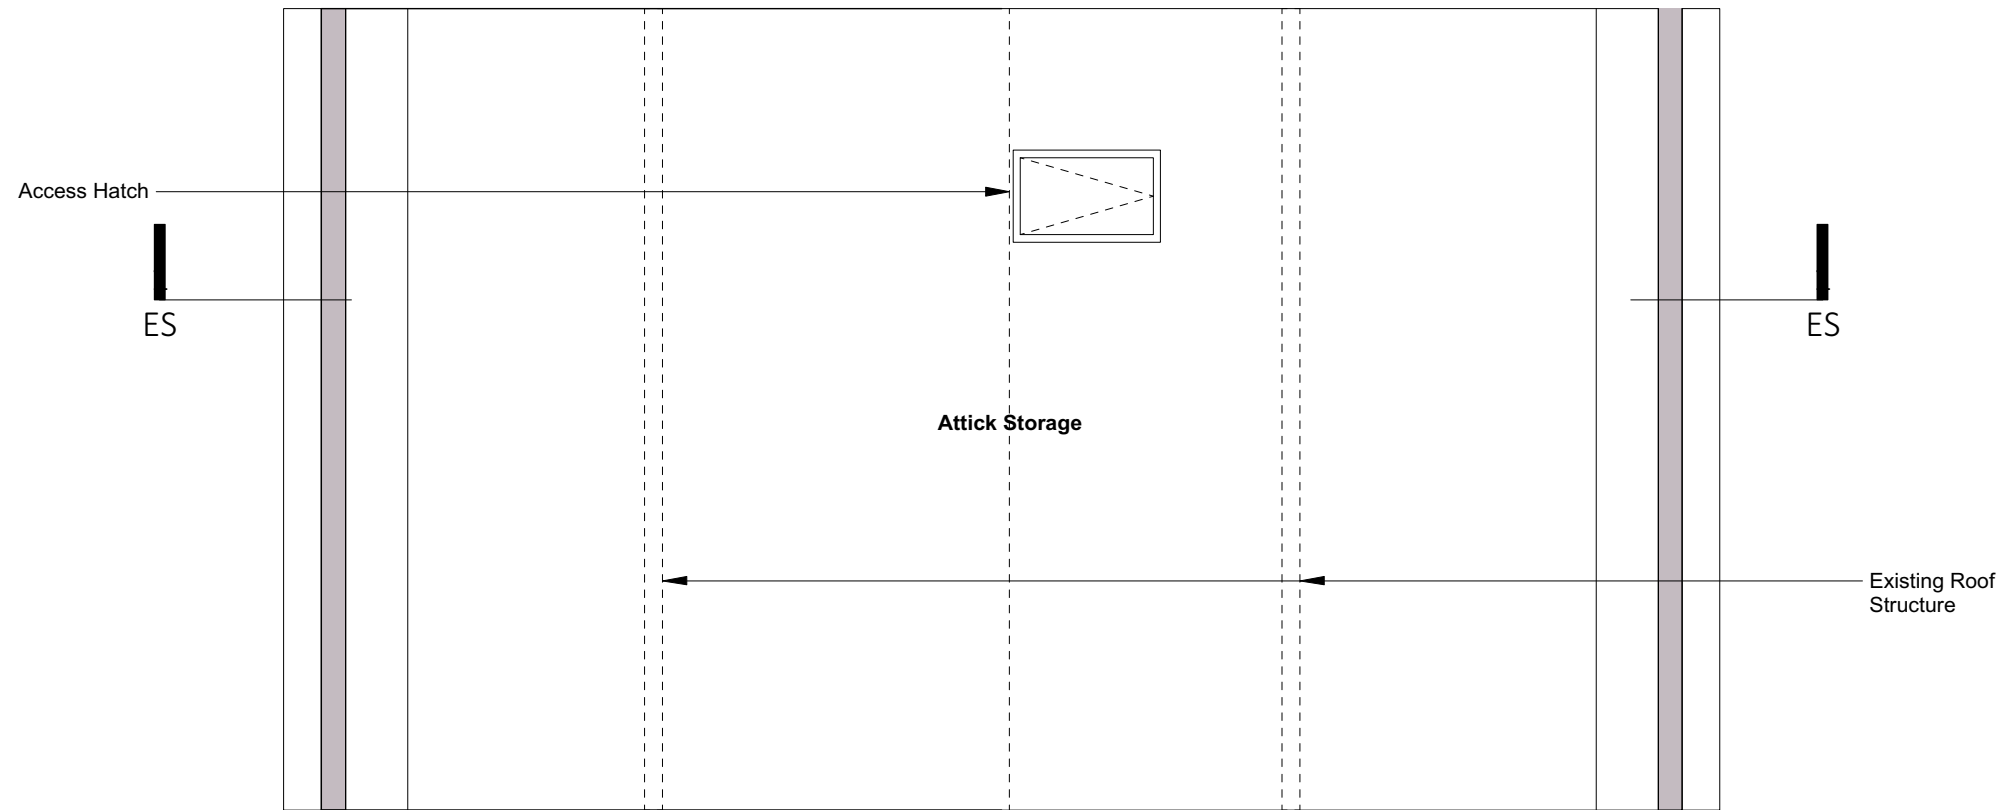 Access Hatch
ES
ES
Attick Storage
Existing Roof
Structure